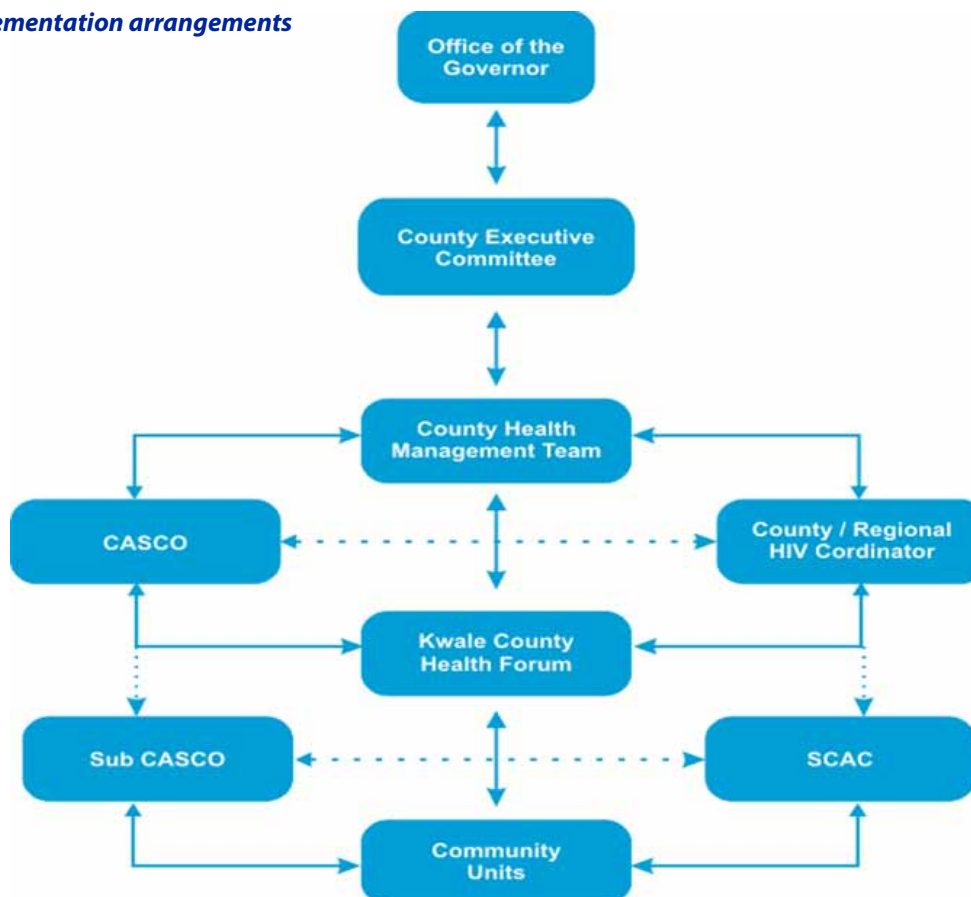 ementation arrangements
Office of the
Governor
County Executive
Committee
County Health
Management Team
CASCO
County / Regional
HIV Cordinator
Kwale County
Health Forum
Sub CASCO
SCAC
Community
Units